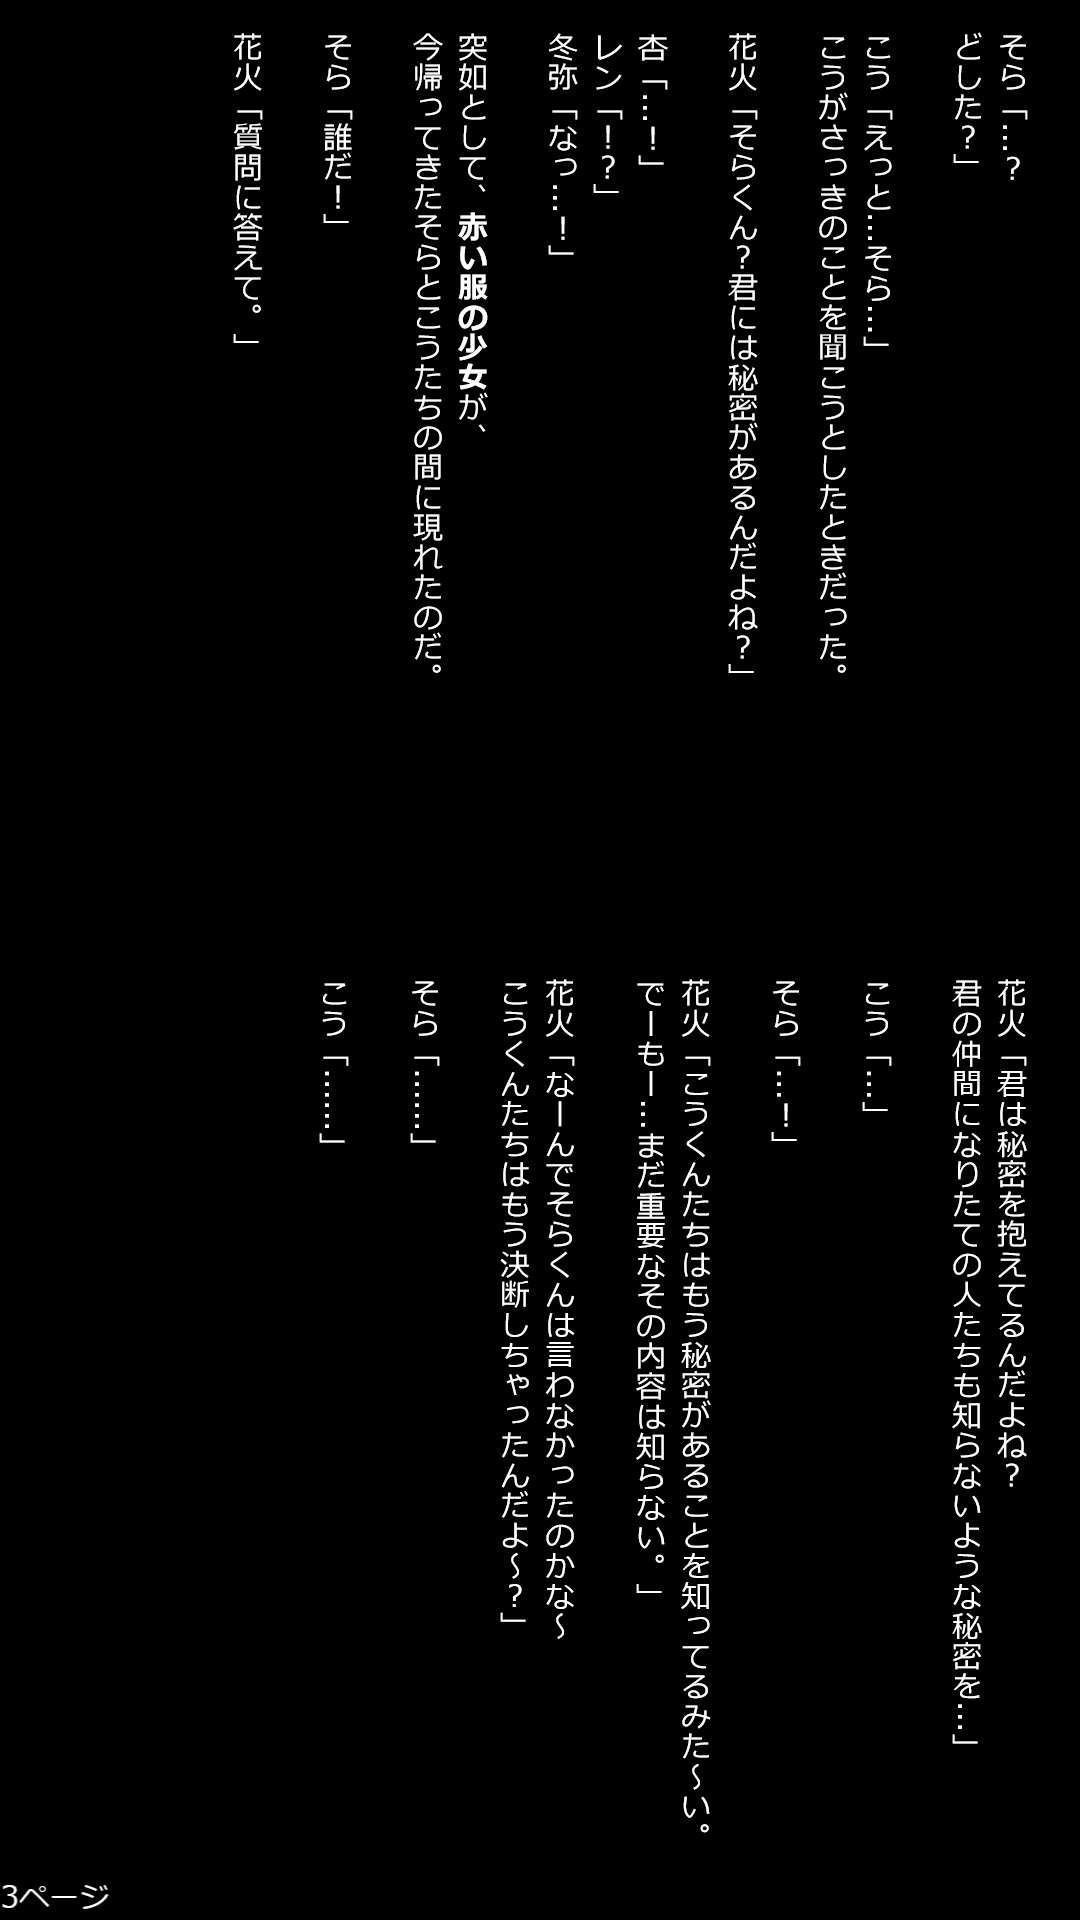 そら「…?
どした?」
こう「えっと…そら…」
こうがさっきのことを聞こうとしたときだった。
花火「そらくん?君には秘密があるんだよね?」
杏「…!」
レン「!?」
冬弥「なっ…!」
突如として、赤い服の少女が、
今帰ってきたそらとこうたちの間に現れたのだ。
そら「誰だ!」
花火「質問に答えて。」
花火「君は秘密を抱えてるんだよね?
君の仲間になりたての人たちも知らないような秘密を…」
こう「…」
そら「…!」
花火「こうくんたちはもう秘密があることを知ってるみた〜い。
でーもー…まだ重要なその内容は知らない。」
花火「なーんでそらくんは言わなかったのかな〜
こうくんたちはもう決断しちゃったんだよ〜?」
そら「……」
こう「……」
3ページ